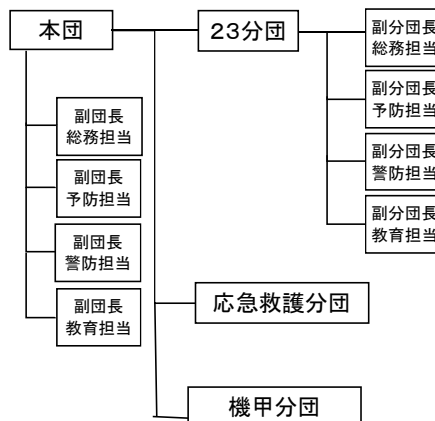 本団
23分団
副団長
総務担当
副団長
予防担当
副団長
警防担当
副団長
教育担当
副分団長
総務担当
副分団長
予防担当
副分団長
警防担当
副分団長
教育担当
応急救護分団
機甲分団